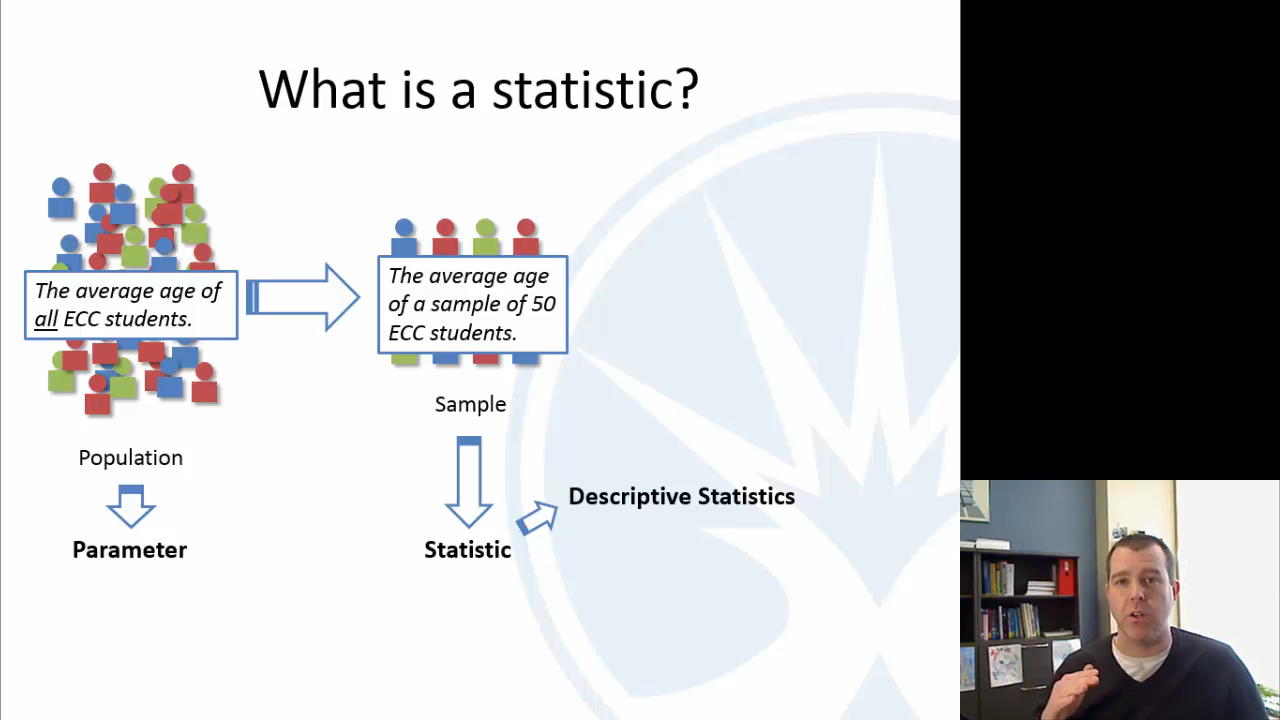 What is a statistic?
The average age of
all ECC students.
The average age
of a sample of 50
ECC students.
Sample
Population
Descriptive Statistics
Parameter
Statistic